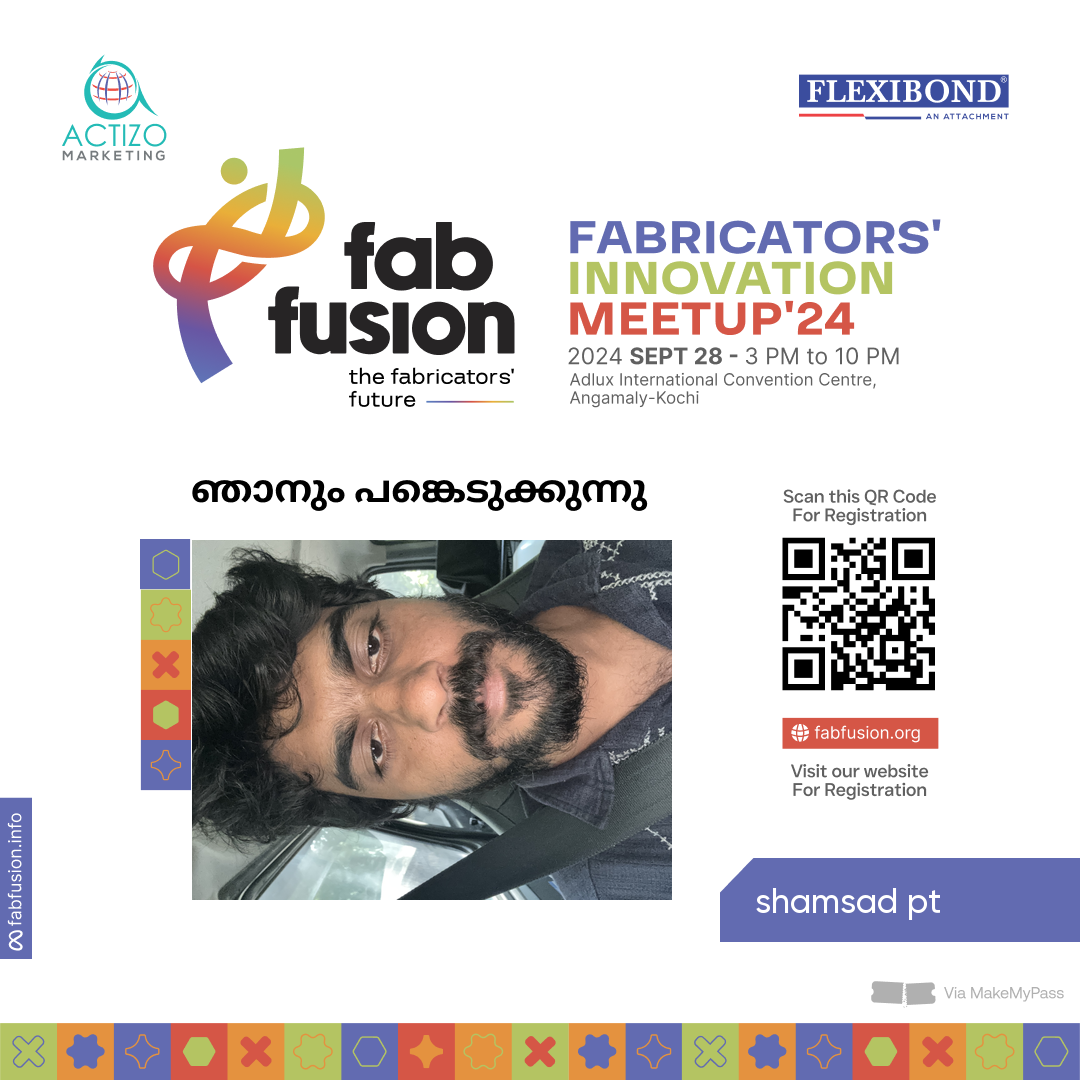 ACTIZO
MARKETING
FLEXIBOND®
AN ATTACHMENT
fab
fusion
the fabricators'
future
FABRICATORS'
INNOVATION
MEETUP'24
2024 SEPT 28 - 3 PM to 10 PM
Adlux International Convention Centre,
Angamaly-Kochi
ഞാനും പങ്കെടുക്കുന്നു
Scan this QR Code
For Registration
fabfusion.org
Visit our website
For Registration
fabfusion.info
shamsad pt
Via MakeMyPass